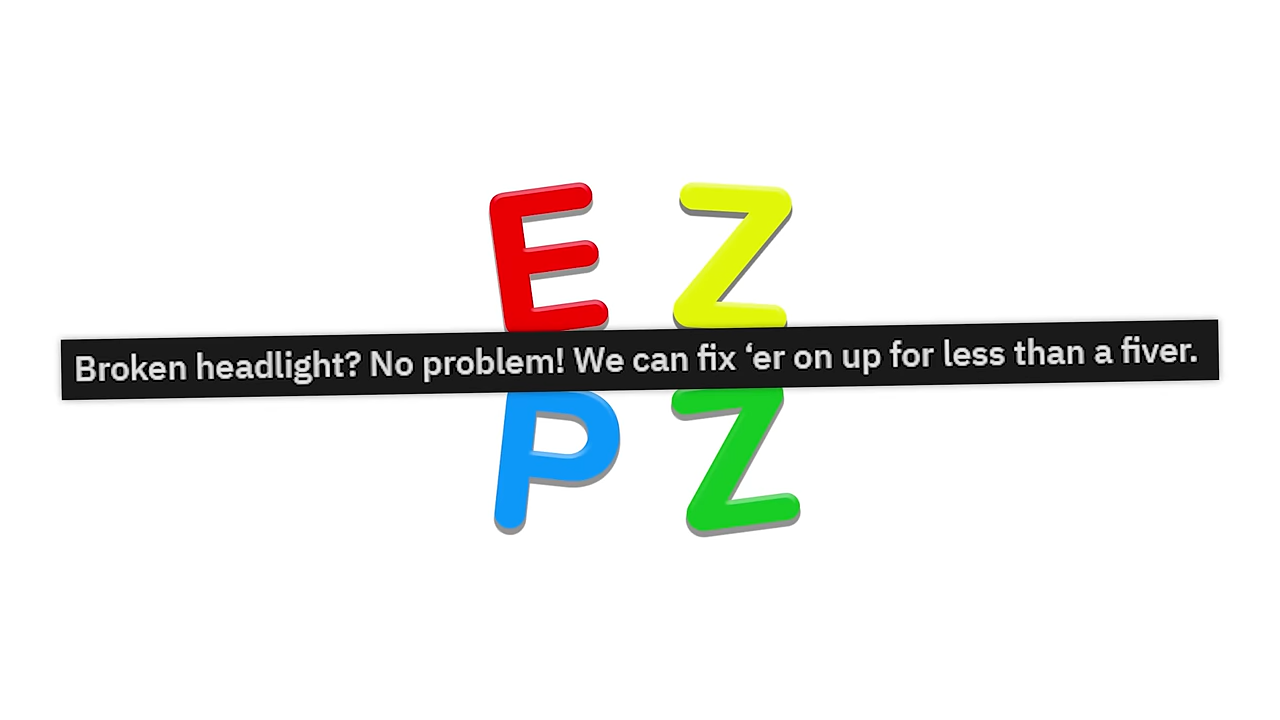 E Z
Broken headlight? No problem! We can fix ‘er on up for less than a fiver.
P Z